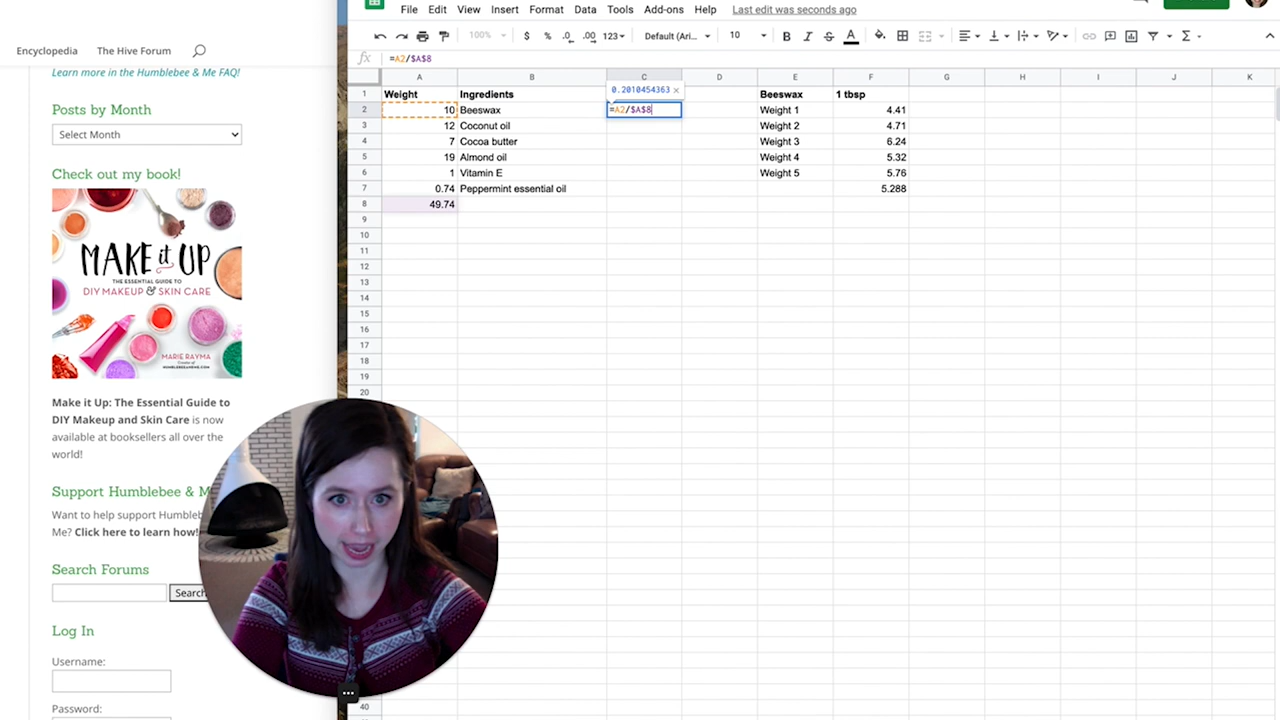 Encyclopedia The Hive Forum
Learn more in the Humblebee & Me FAQ!
Posts by Month
Select Month
Check out my book!
MAKE it UP
THE ESSENTIAL GUIDE TO
DIY MAKEUP & SKIN CARE
MARIE RAYMA
Creator of
HUMBLEBEEANDME.COM
Make it Up: The Essential Guide to
DIY Makeup and Skin Care is now
available at booksellers all over the
world!
Support Humblebee & M
Want to help support Humbleb
Me? Click here to learn how!
Search Forums
Search
Log In
Username:
Password:
File Edit View Insert Format Data Tools Add-ons Help Last edit was seconds ago
100% $ % .0 .00 123 Default (Ari... 10 B I S A
fx =A2/$A$8
A B C D E F G H I J K
0.2010454363 ×
1 Weight Ingredients Beeswax 1 tbsp
2 10 Beeswax =A2/$A$8 Weight 1 4.41
3 12 Coconut oil Weight 2 4.71
4 7 Cocoa butter Weight 3 6.24
5 19 Almond oil Weight 4 5.32
6 1 Vitamin E Weight 5 5.76
7 0.74 Peppermint essential oil 5.288
8 49.74
9
10
11
12
13
14
15
16
17
18
19
20
40